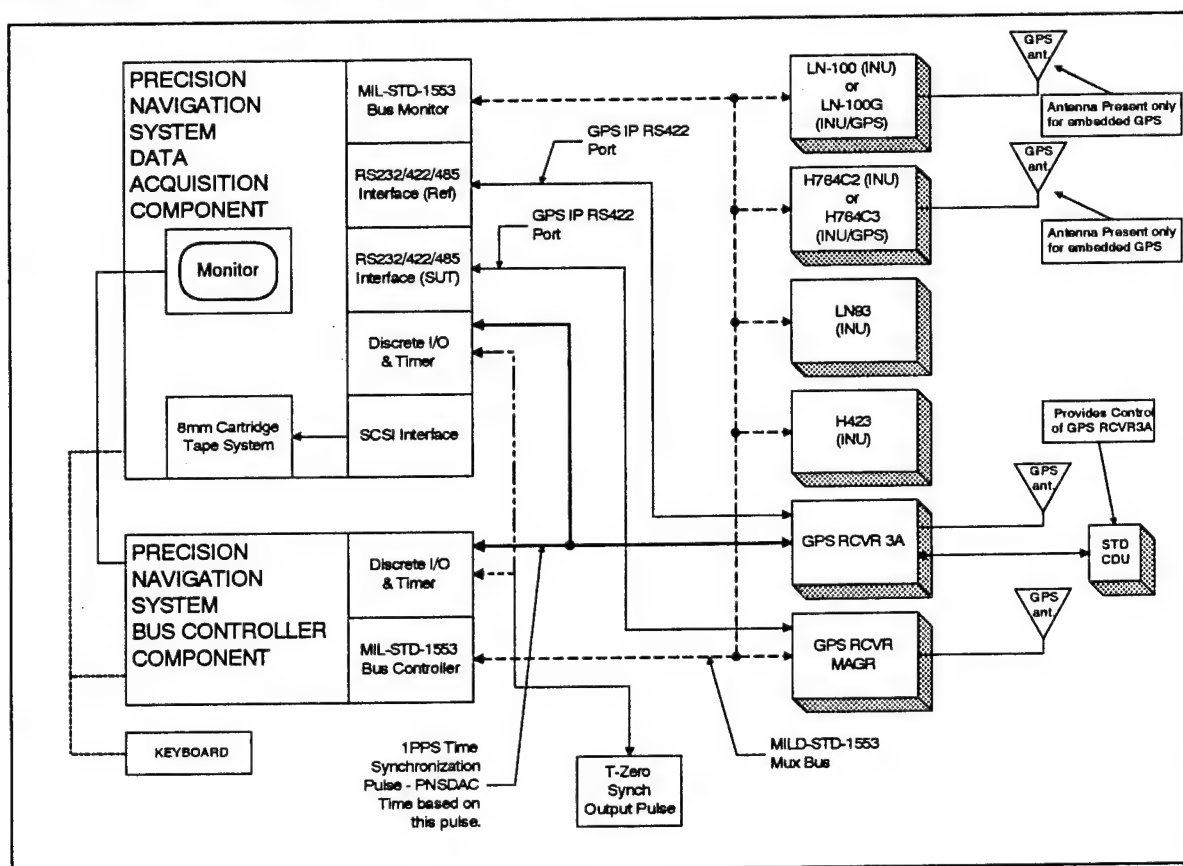 PRECISION
NAVIGATION
SYSTEM
DATA
ACQUISITION
COMPONENT
Monitor
8mm Cartridge
Tape System
MIL-STD-1553
Bus Monitor
RS232/422/485
Interface (Ref)
RS232/422/485
Interface (SUT)
Discrete I/O
& Timer
SCSI Interface
GPS IP RS422
Port
GPS IP RS422
Port
PRECISION
NAVIGATION
SYSTEM
BUS CONTROLLER
COMPONENT
Discrete I/O
& Timer
MIL-STD-1553
Bus Controller
KEYBOARD
1PPS Time
Synchronization
Pulse - PNSDAC
Time based on
this pulse.
T-Zero
Synch
Output Pulse
MILD-STD-1553
Mux Bus
LN-100 (INU)
or
LN-100G
(INU/GPS)
GPS
ant.
Antenna Present only
for embedded GPS
H764C2 (INU)
or
H764C3
(INU/GPS)
GPS
ant.
Antenna Present only
for embedded GPS
LN93
(INU)
H423
(INU)
Provides Control
of GPS RCVR3A
GPS RCVR 3A
GPS
ant.
STD
CDU
GPS RCVR
MAGR
GPS
ant.